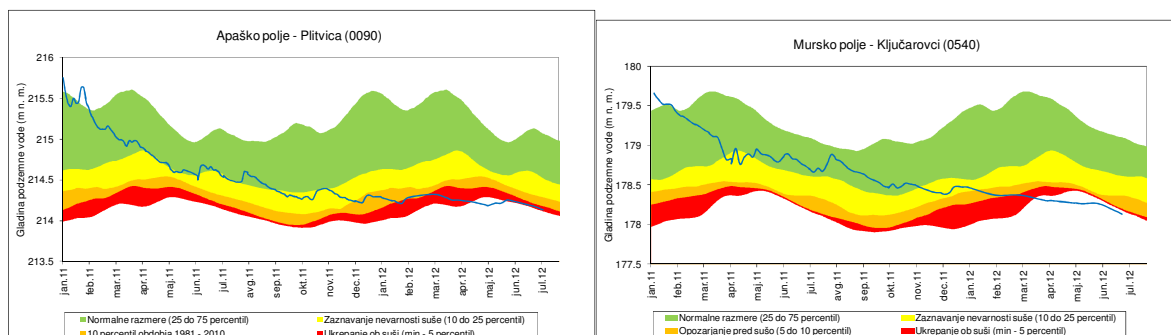 Apaško polje - Plitvica (0090)
Gladina podzemne vode (m n. m.)
216
215.5
215
214.5
214
213.5
jan.11
feb.11
mar.11
apr.11
maj.11
jun.11
jul.11
avg.11
sep.11
okt.11
nov.11
dec.11
jan.12
feb.12
mar.12
apr.12
maj.12
jun.12
jul.12
Normalne razmere (25 do 75 percentil)
Zaznavanje nevarnosti suše (10 do 25 percentil)
10 percentil obdobja 1981 - 2010
Ukrepanje ob suši (min - 5 percentil)
Mursko polje - Ključarovci (0540)
Gladina podzemne vode (m n. m.)
180
179.5
179
178.5
178
177.5
jan.11
feb.11
mar.11
apr.11
maj.11
jun.11
jul.11
avg.11
sep.11
okt.11
nov.11
dec.11
jan.12
feb.12
mar.12
apr.12
maj.12
jun.12
jul.12
Normalne razmere (25 do 75 percentil)
Zaznavanje nevarnosti suše (10 do 25 percentil)
Opozarjanje pred sušo (5 do 10 percentil)
Ukrepanje ob suši (min - 5 percentil)